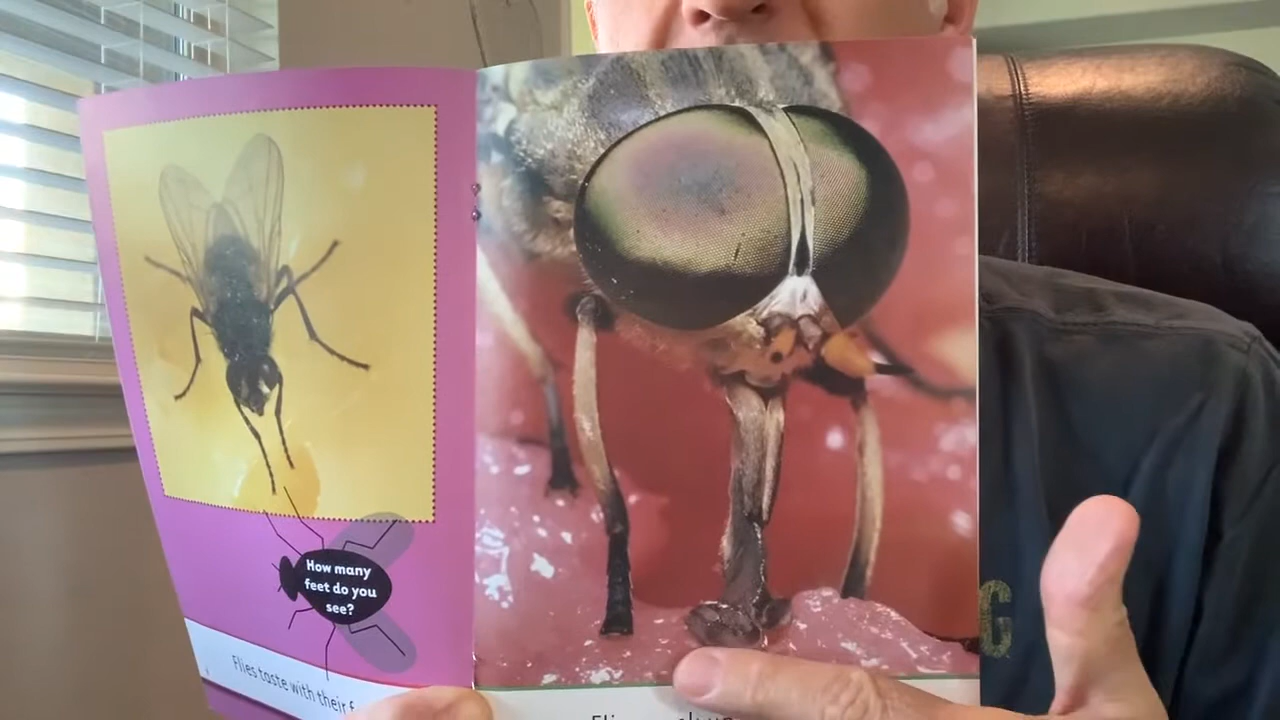 How many
feet do you
see?
Flies taste with their
C